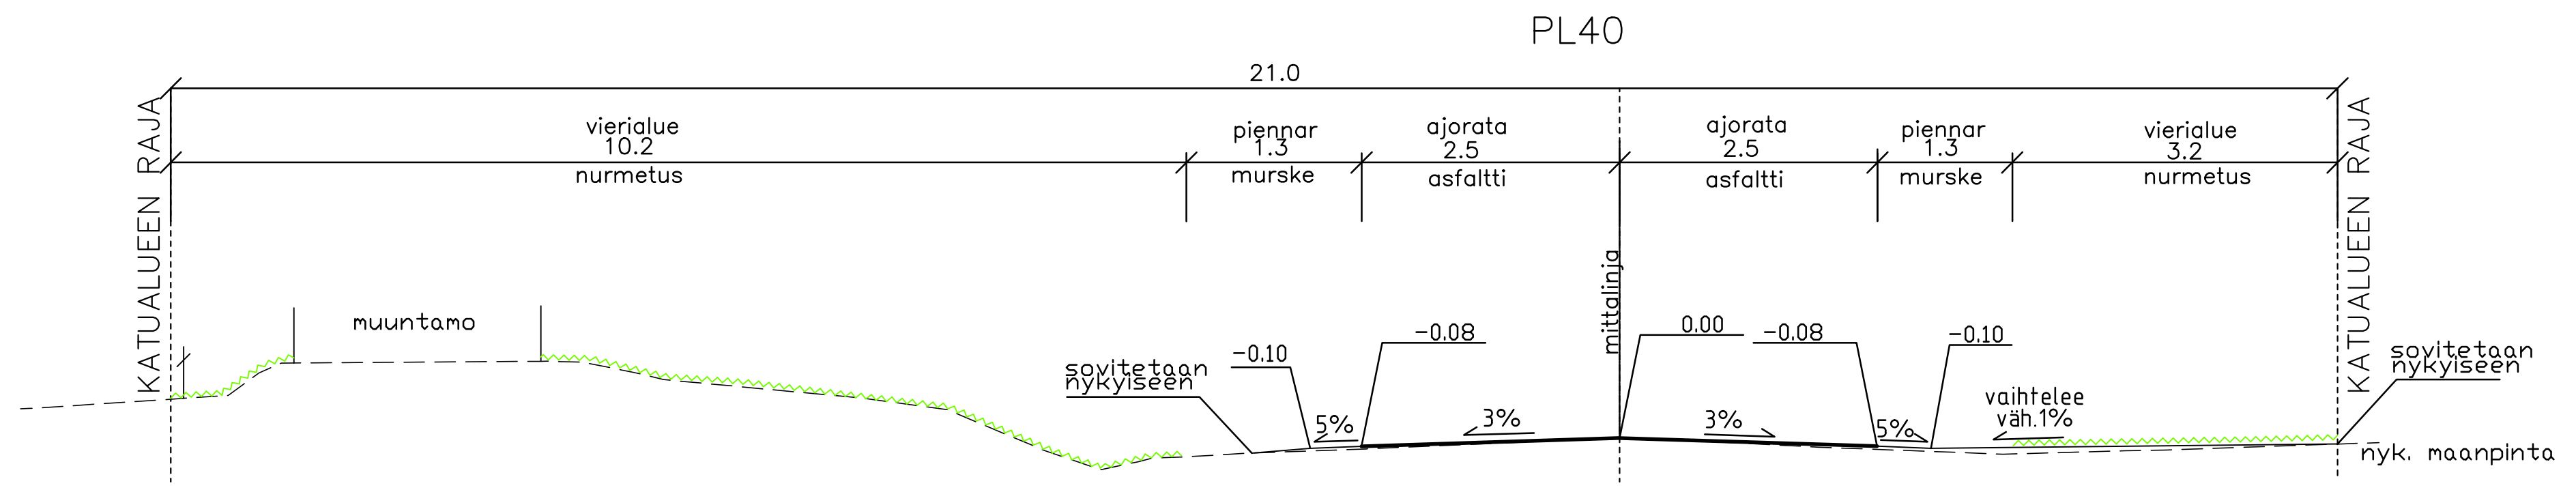 PL40
21.0
KATUALUEEN RAJA
vierialue
10.2
nurmetus
piennar
1.3
murske
ajorata
2.5
asfaltti
ajorata
2.5
asfaltti
piennar
1.3
murske
vierialue
3.2
nurmetus
KATUALUEEN RAJA
mittalinja
muuntamo
sovitetaan
nykyiseen
-0.10
-0.08
0.00
-0.08
-0.10
sovitetaan
nykyiseen
5%
3%
3%
5%
vaihtelee
väh.1%
nyk. maanpinta